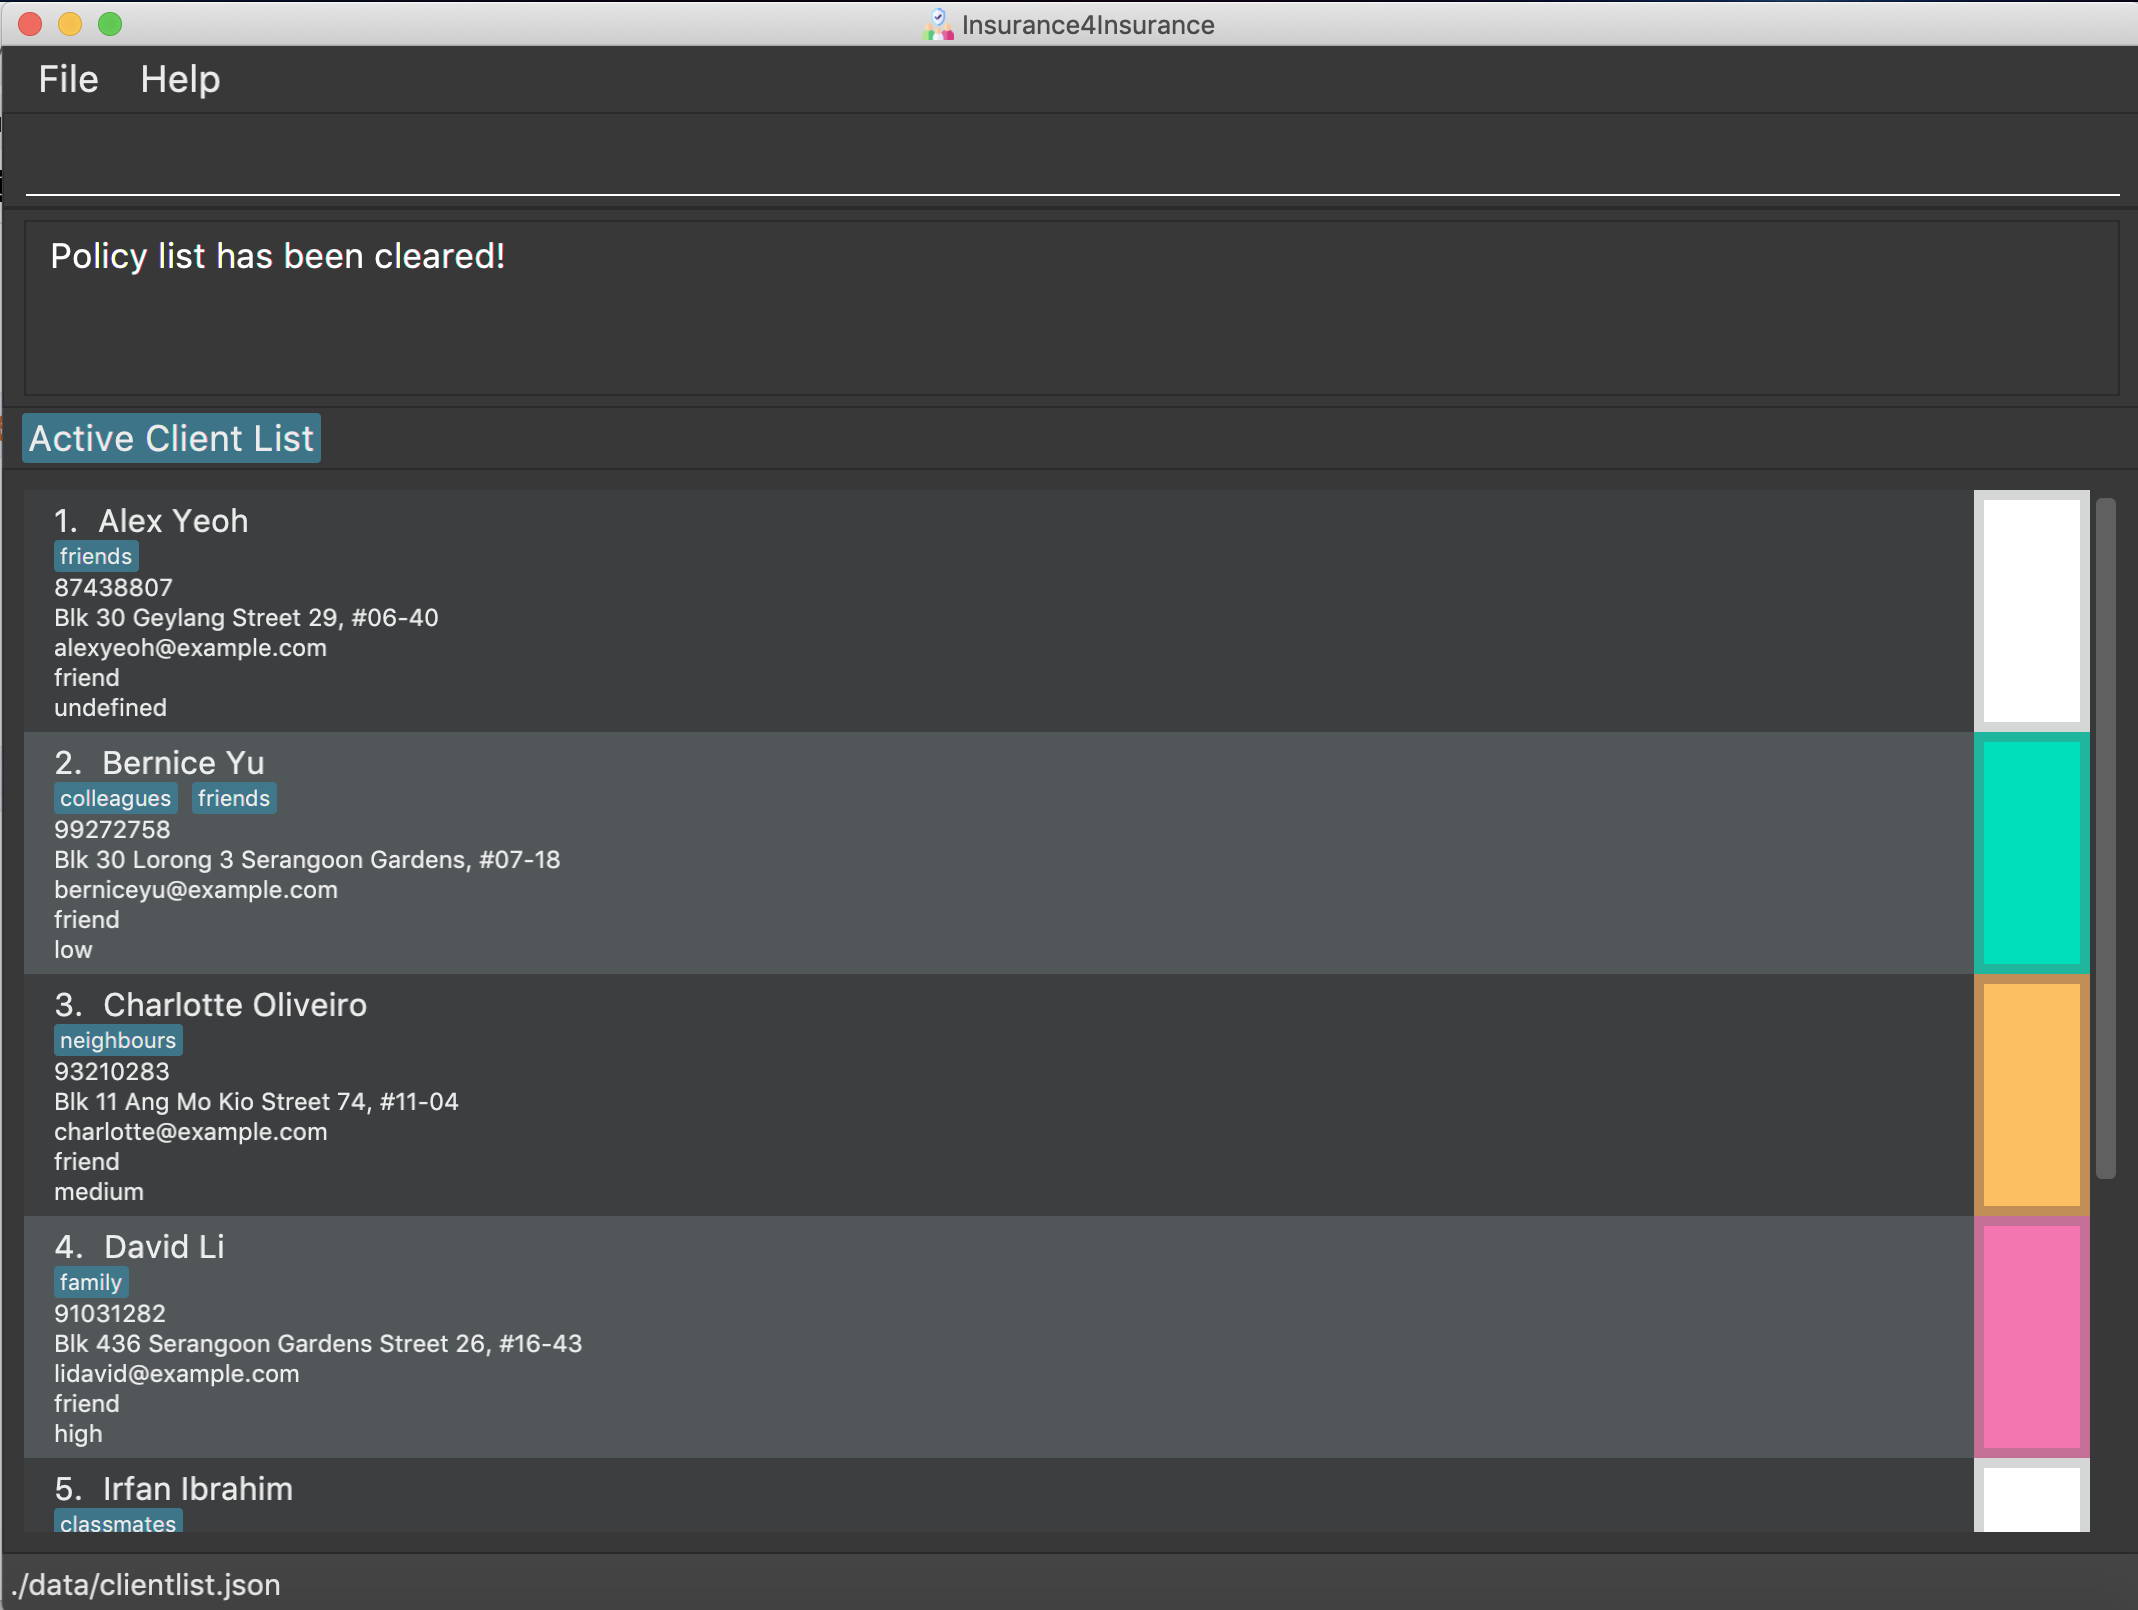 Insurance4Insurance
File Help
Policy list has been cleared!
Active Client List
1. Alex Yeoh
friends
87438807
Blk 30 Geylang Street 29, #06-40
alexyeoh@example.com
friend
undefined
2. Bernice Yu
colleagues friends
99272758
Blk 30 Lorong 3 Serangoon Gardens, #07-18
berniceyu@example.com
friend
low
3. Charlotte Oliveiro
neighbours
93210283
Blk 11 Ang Mo Kio Street 74, #11-04
charlotte@example.com
friend
medium
4. David Li
family
91031282
Blk 436 Serangoon Gardens Street 26, #16-43
lidavid@example.com
friend
high
5. Irfan Ibrahim
classmates
./data/clientlist.json